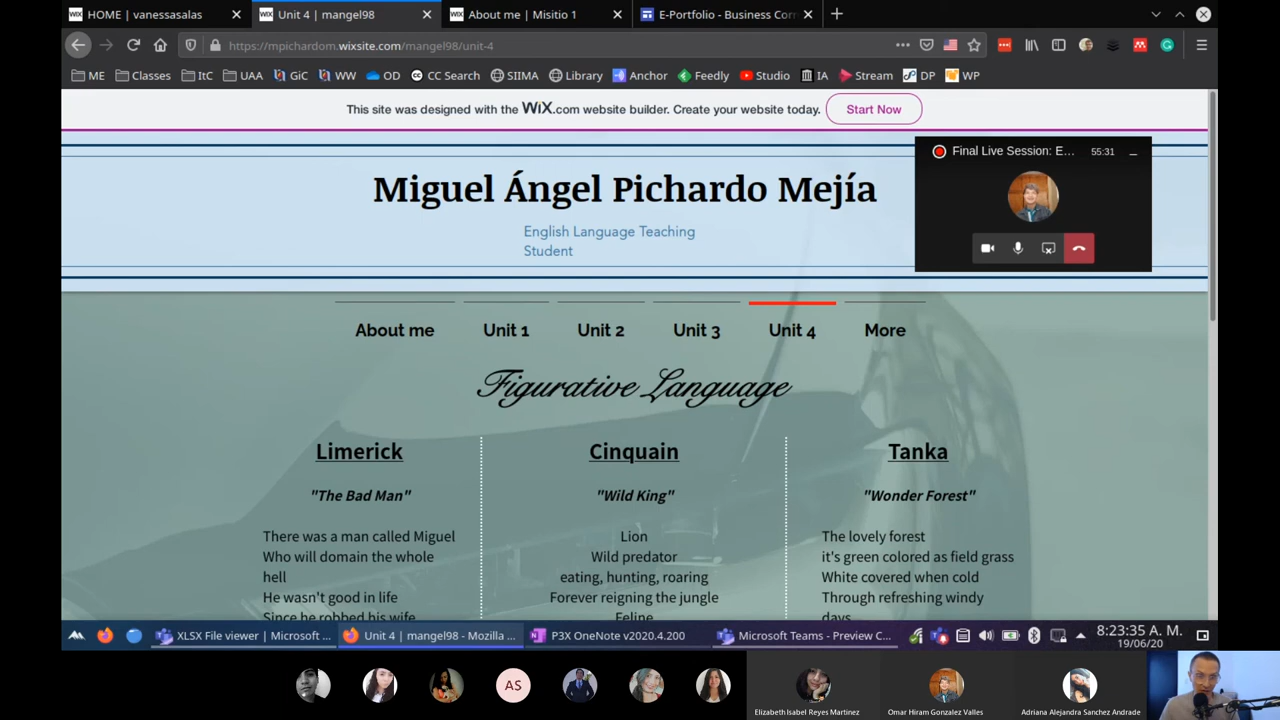 HOME | vanessasalas
Unit 4 | mangel98
About me | Misitio 1
E-Portfolio - Business Corr
https://mpichardom.wixsite.com/mangel98/unit-4
ME Classes ItC UAA GiC WW OD CC Search SIIMA Library Anchor Feedly Studio IA Stream DP WP
This site was designed with the WiX.com website builder. Create your website today. Start Now
Final Live Session: E... 55:31
Miguel Ángel Pichardo Mejía
English Language Teaching
Student
About me Unit 1 Unit 2 Unit 3 Unit 4 More
Figurative Language
Limerick
"The Bad Man"
There was a man called Miguel
Who will domain the whole
hell
He wasn't good in life
Since he robbed his wife
Cinquain
"Wild King"
Lion
Wild predator
eating, hunting, roaring
Forever reigning the jungle
Feline
Tanka
"Wonder Forest"
The lovely forest
it's green colored as field grass
White covered when cold
Through refreshing windy
days
XLSX File viewer | Microsoft ...
Unit 4 | mangel98 - Mozilla ...
P3X OneNote v2020.4.200
Microsoft Teams - Preview C...
8:23:35 A. M.
19/06/20
AS
Elizabeth Isabel Reyes Martinez
Omar Hiram Gonzalez Valles
Adriana Alejandra Sanchez Andrade